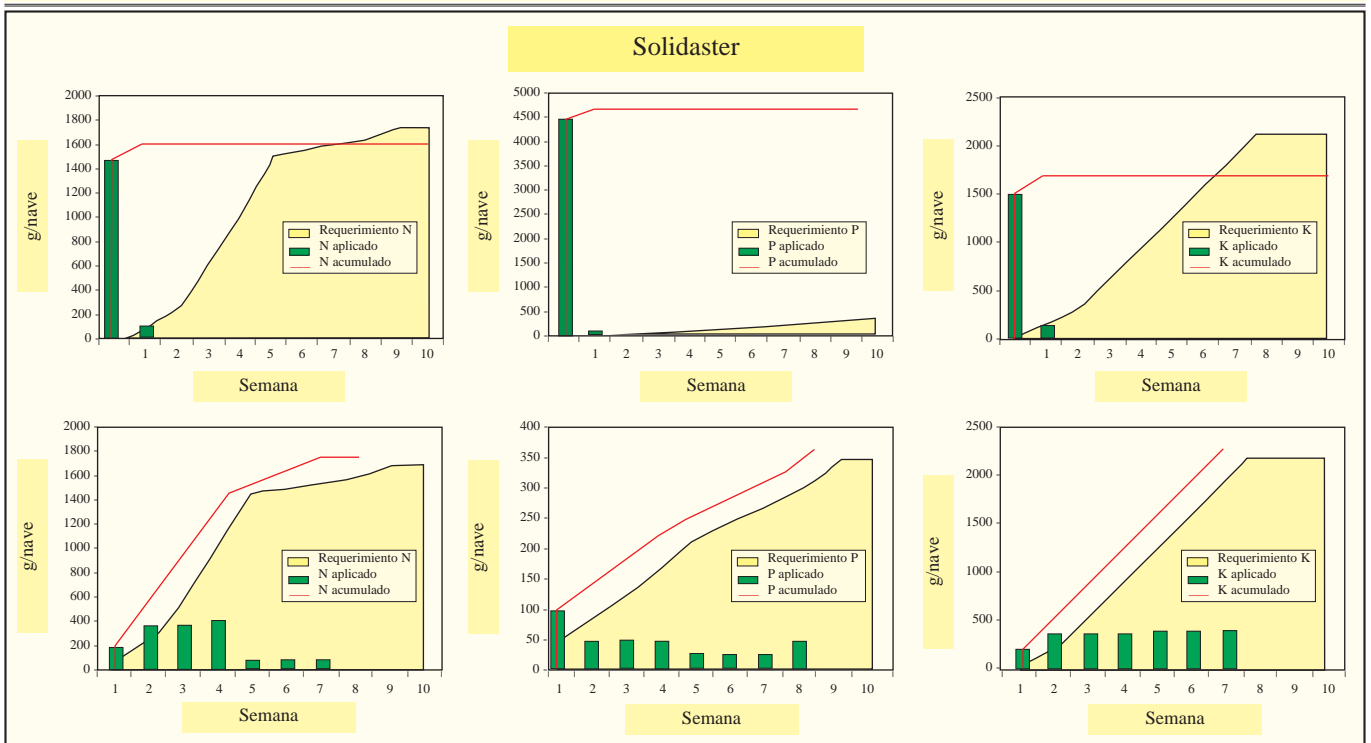 Solidaster
g/nave
2000
1800
1600
1400
1200
1000
800
600
400
200
0
Requerimiento N
N aplicado
N acumulado
1 2 3 4 5 6 7 8 9 10
Semana
g/nave
5000
4500
4000
3500
3000
2500
2000
1500
1000
500
0
Requerimiento P
P aplicado
P acumulado
1 2 3 4 5 6 7 8 9 10
Semana
g/nave
2500
2000
1500
1000
500
0
Requerimiento K
K aplicado
K acumulado
1 2 3 4 5 6 7 8 9 10
Semana
g/nave
2000
1800
1600
1400
1200
1000
800
600
400
200
0
Requerimiento N
N aplicado
N acumulado
1 2 3 4 5 6 7 8 9 10
Semana
g/nave
400
350
300
250
200
150
100
50
0
Requerimiento P
P aplicado
P acumulado
1 2 3 4 5 6 7 8 9 10
Semana
g/nave
2500
2000
1500
1000
500
0
Requerimiento K
K aplicado
K acumulado
1 2 3 4 5 6 7 8 9 10
Semana